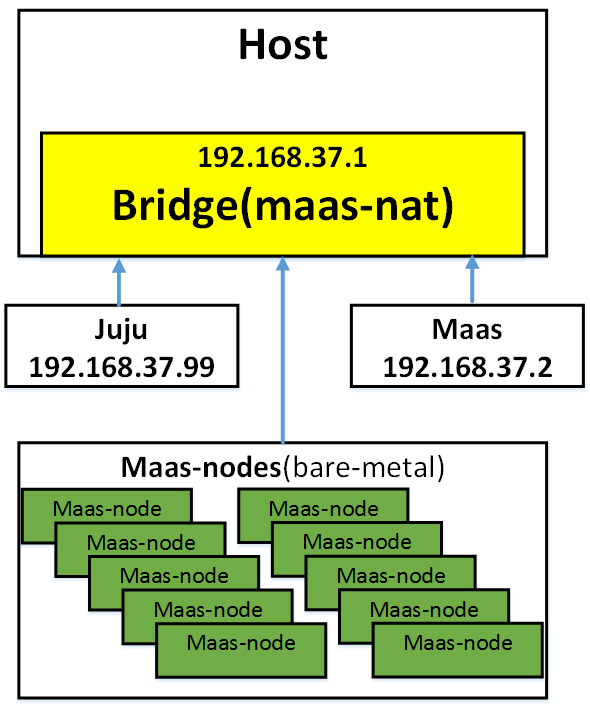 Host
192.168.37.1
Bridge(maas-nat)
Juju
192.168.37.99
Maas
192.168.37.2
Maas-nodes(bare-metal)
Maas-node
Maas-node
Maas-node
Maas-node
Maas-node
Maas-node
Maas-node
Maas-node
Maas-node
Maas-node